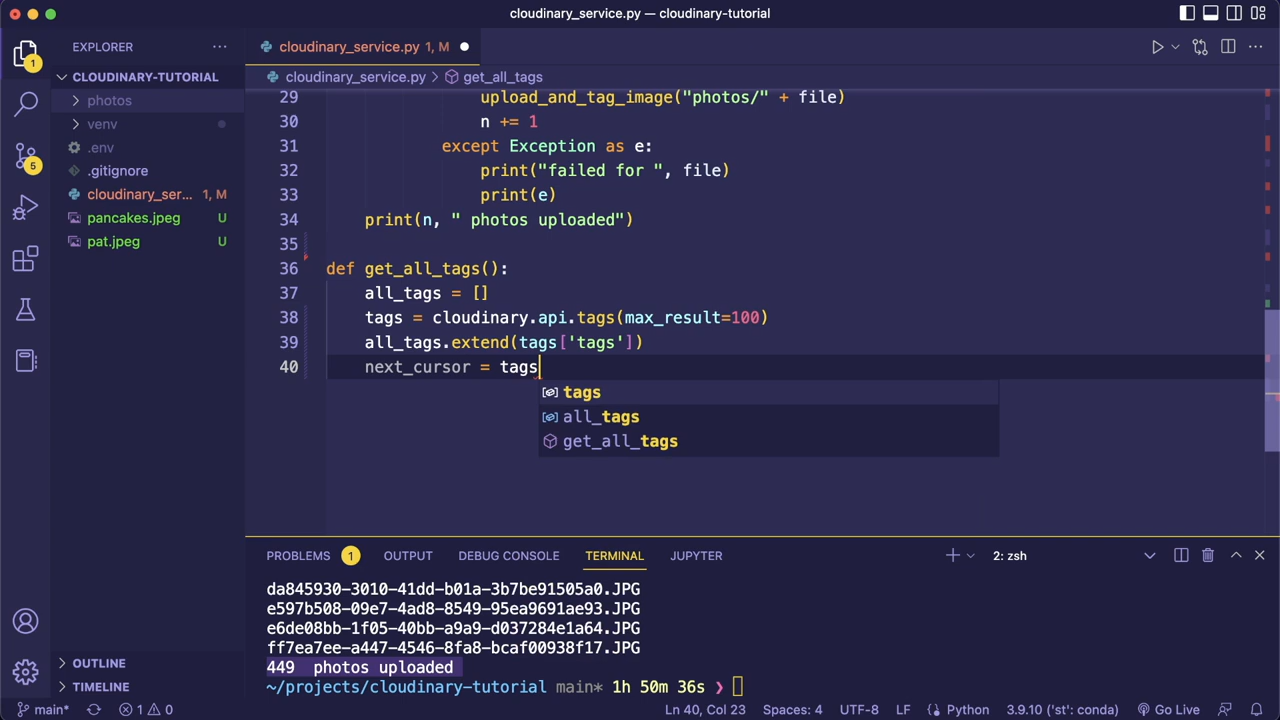 cloudinary_service.py — cloudinary-tutorial
EXPLORER
cloudinary_service.py 1, M
CLOUDINARY-TUTORIAL
cloudinary_service.py > get_all_tags
photos
venv
.env
.gitignore
cloudinary_ser... 1, M
pancakes.jpeg U
pat.jpeg U
1
5
29 upload_and_tag_image("photos/" + file)
30 n += 1
31 except Exception as e:
32 print("failed for ", file)
33 print(e)
34 print(n, " photos uploaded")
35
36 def get_all_tags():
37 all_tags = []
38 tags = cloudinary.api.tags(max_result=100)
39 all_tags.extend(tags['tags'])
40 next_cursor = tags
tags
all_tags
get_all_tags
PROBLEMS 1 OUTPUT DEBUG CONSOLE TERMINAL JUPYTER 2: zsh
da845930-3010-41dd-b01a-3b7be91505a0.JPG
e597b508-09e7-4ad8-8549-95ea9691ae93.JPG
e6de08bb-1f05-40bb-a9a9-d037284e1a64.JPG
ff7ea7ee-a447-4546-8fa8-bcaf00938f17.JPG
449  photos uploaded
~/projects/cloudinary-tutorial main* 1h 50m 36s ❯
OUTLINE
TIMELINE
main* 1 0 Ln 40, Col 23 Spaces: 4 UTF-8 LF Python 3.9.10 ('st': conda) Go Live